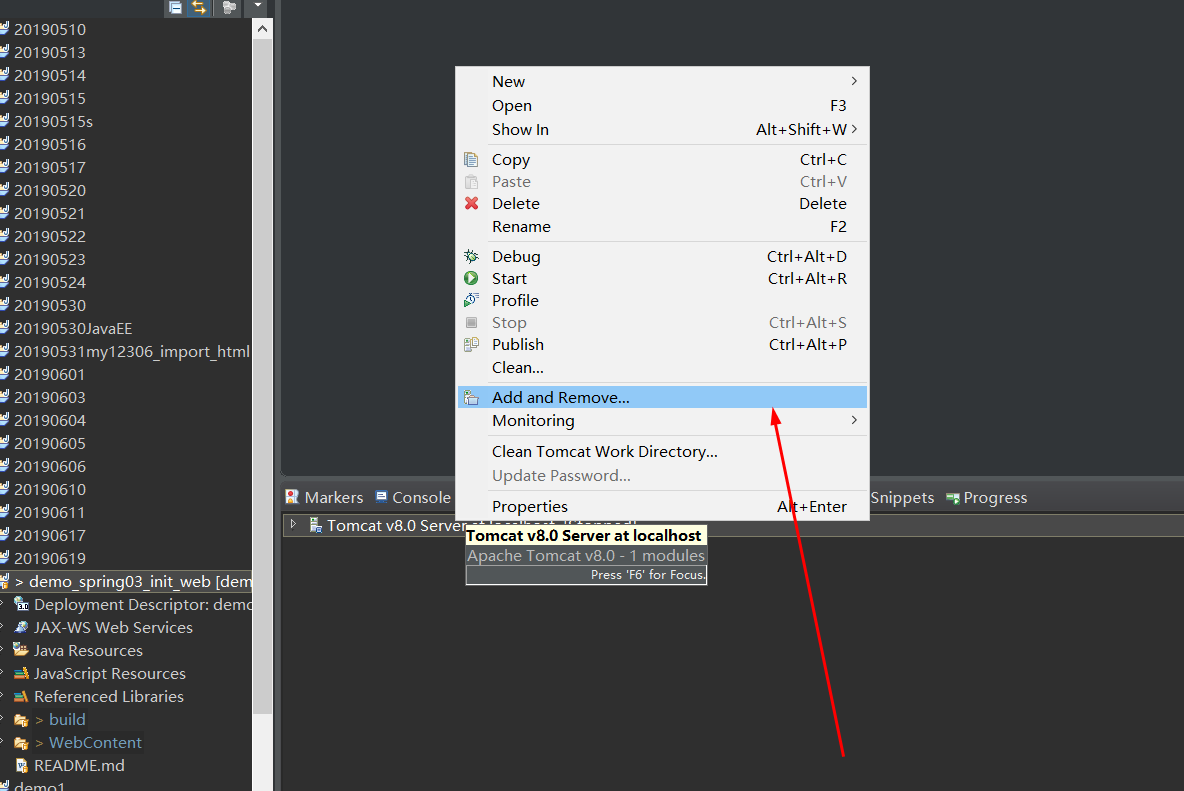 20190510
20190513
20190514
20190515
20190515s
20190516
20190517
20190520
20190521
20190522
20190523
20190524
20190530
20190530JavaEE
20190531my12306_import_html
20190601
20190603
20190604
20190605
20190606
20190610
20190611
20190617
20190619
> demo_spring03_init_web [dem
Deployment Descriptor: demo
JAX-WS Web Services
Java Resources
JavaScript Resources
Referenced Libraries
> build
> WebContent
README.md
demo1
New
Open F3
Show In Alt+Shift+W
Copy Ctrl+C
Paste Ctrl+V
Delete Delete
Rename F2
Debug Ctrl+Alt+D
Start Ctrl+Alt+R
Profile
Stop Ctrl+Alt+S
Publish Ctrl+Alt+P
Clean...
Add and Remove...
Monitoring
Clean Tomcat Work Directory...
Update Password...
Properties Alt+Enter
Markers Console Snippets Progress
Tomcat v8.0 Server at localhost [Stopped]
Tomcat v8.0 Server at localhost
Apache Tomcat v8.0 - 1 modules
Press 'F6' for Focus.